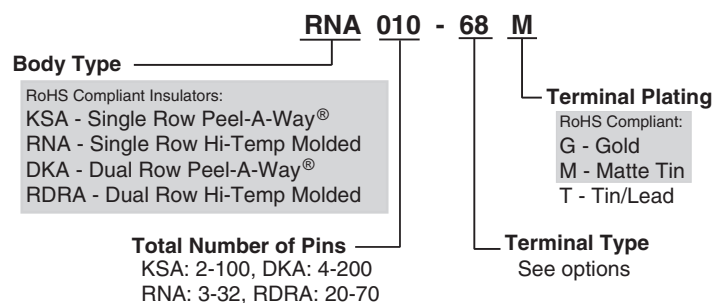 RNA 010 - 68 M
Body Type
RoHS Compliant Insulators:
KSA - Single Row Peel-A-Way®
RNA - Single Row Hi-Temp Molded
DKA - Dual Row Peel-A-Way®
RDRA - Dual Row Hi-Temp Molded
Terminal Plating
RoHS Compliant:
G - Gold
M - Matte Tin
T - Tin/Lead
Total Number of Pins
KSA: 2-100, DKA: 4-200
RNA: 3-32, RDRA: 20-70
Terminal Type
See options